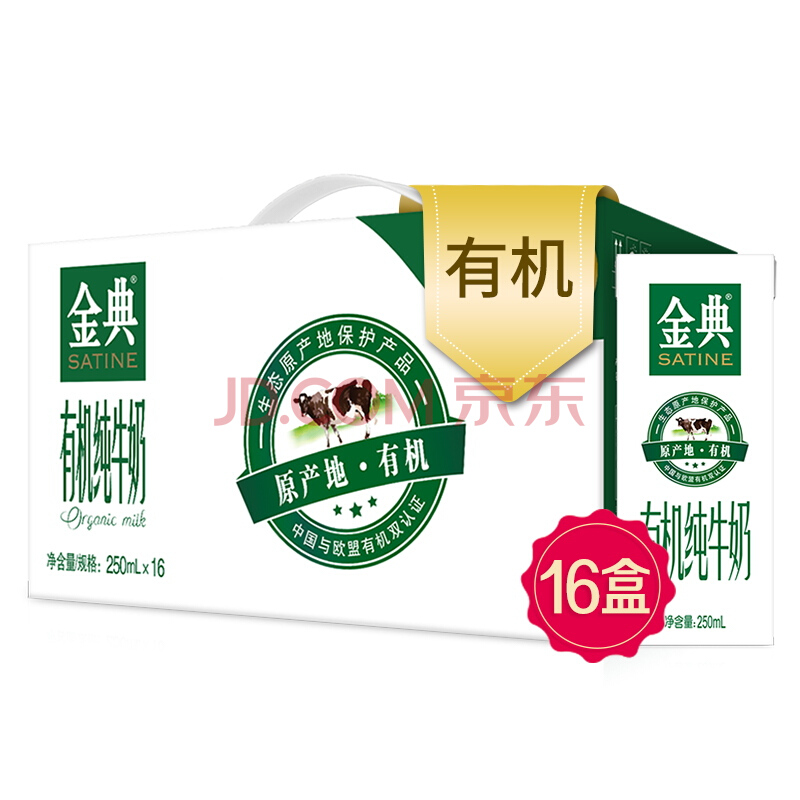 有机
金典®
SATINE
有机纯牛奶
Organic milk
净含量/规格：250mL×16
生态原产地保护产品
原产地·有机
中国与欧盟有机双认证
JD.COM 京东
16盒
金典®
SATINE
生态原产地保护产品
原产地·有机
中国与欧盟有机双认证
有机纯牛奶
净含量:250mL